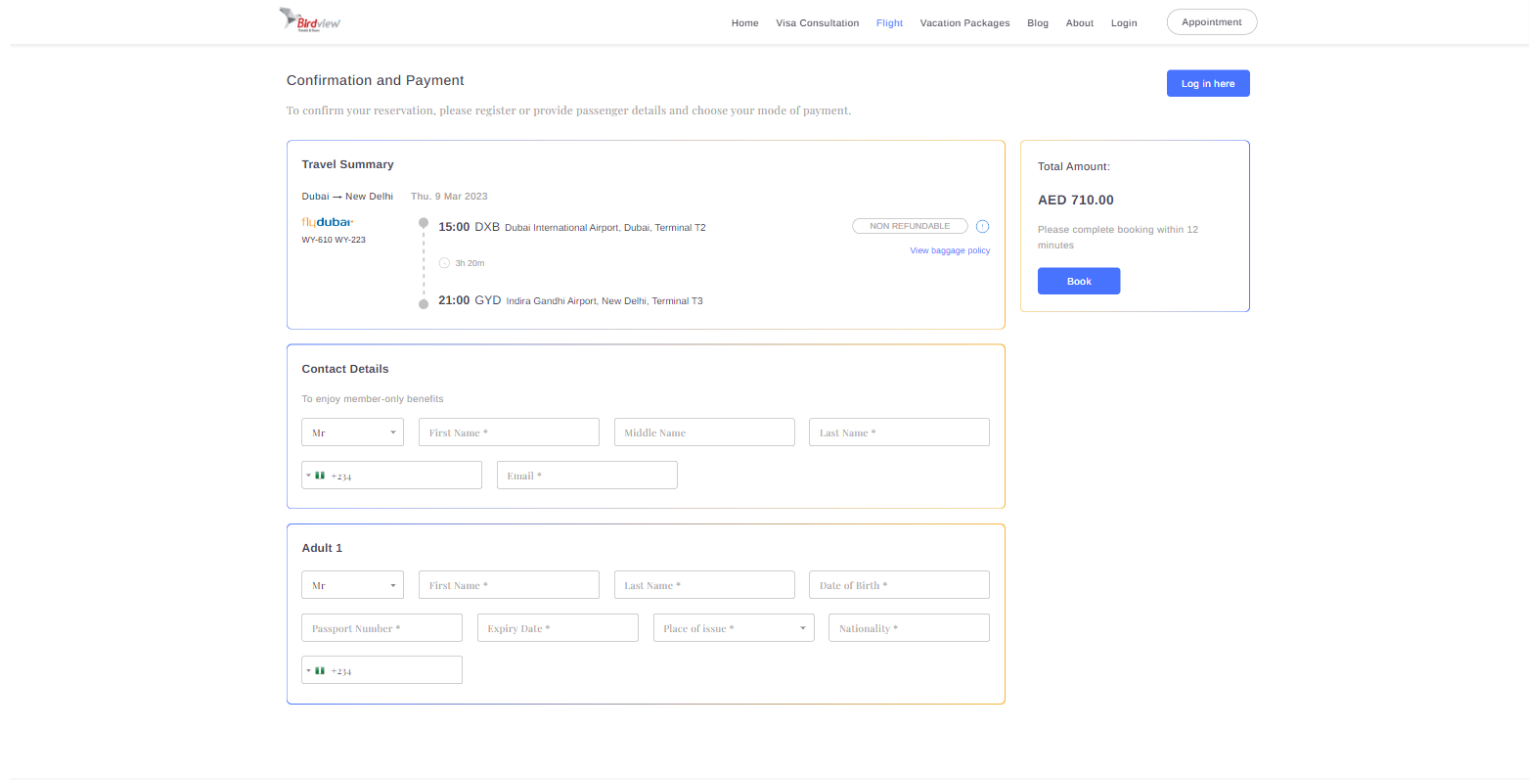 Birdview
Travels & Tours
Home Visa Consultation Flight Vacation Packages Blog About Login Appointment
Confirmation and Payment
Log in here
To confirm your reservation, please register or provide passenger details and choose your mode of payment.
Travel Summary
Dubai → New Delhi Thu. 9 Mar 2023
flydubai
WY-610 WY-223
15:00 DXB Dubai International Airport, Dubai, Terminal T2
NON REFUNDABLE
View baggage policy
3h 20m
21:00 GYD Indira Gandhi Airport, New Delhi, Terminal T3
Total Amount:
AED 710.00
Please complete booking within 12
minutes
Book
Contact Details
To enjoy member-only benefits
Mr First Name * Middle Name Last Name *
+234 Email *
Adult 1
Mr First Name * Last Name * Date of Birth *
Passport Number * Expiry Date * Place of issue * Nationality *
+234